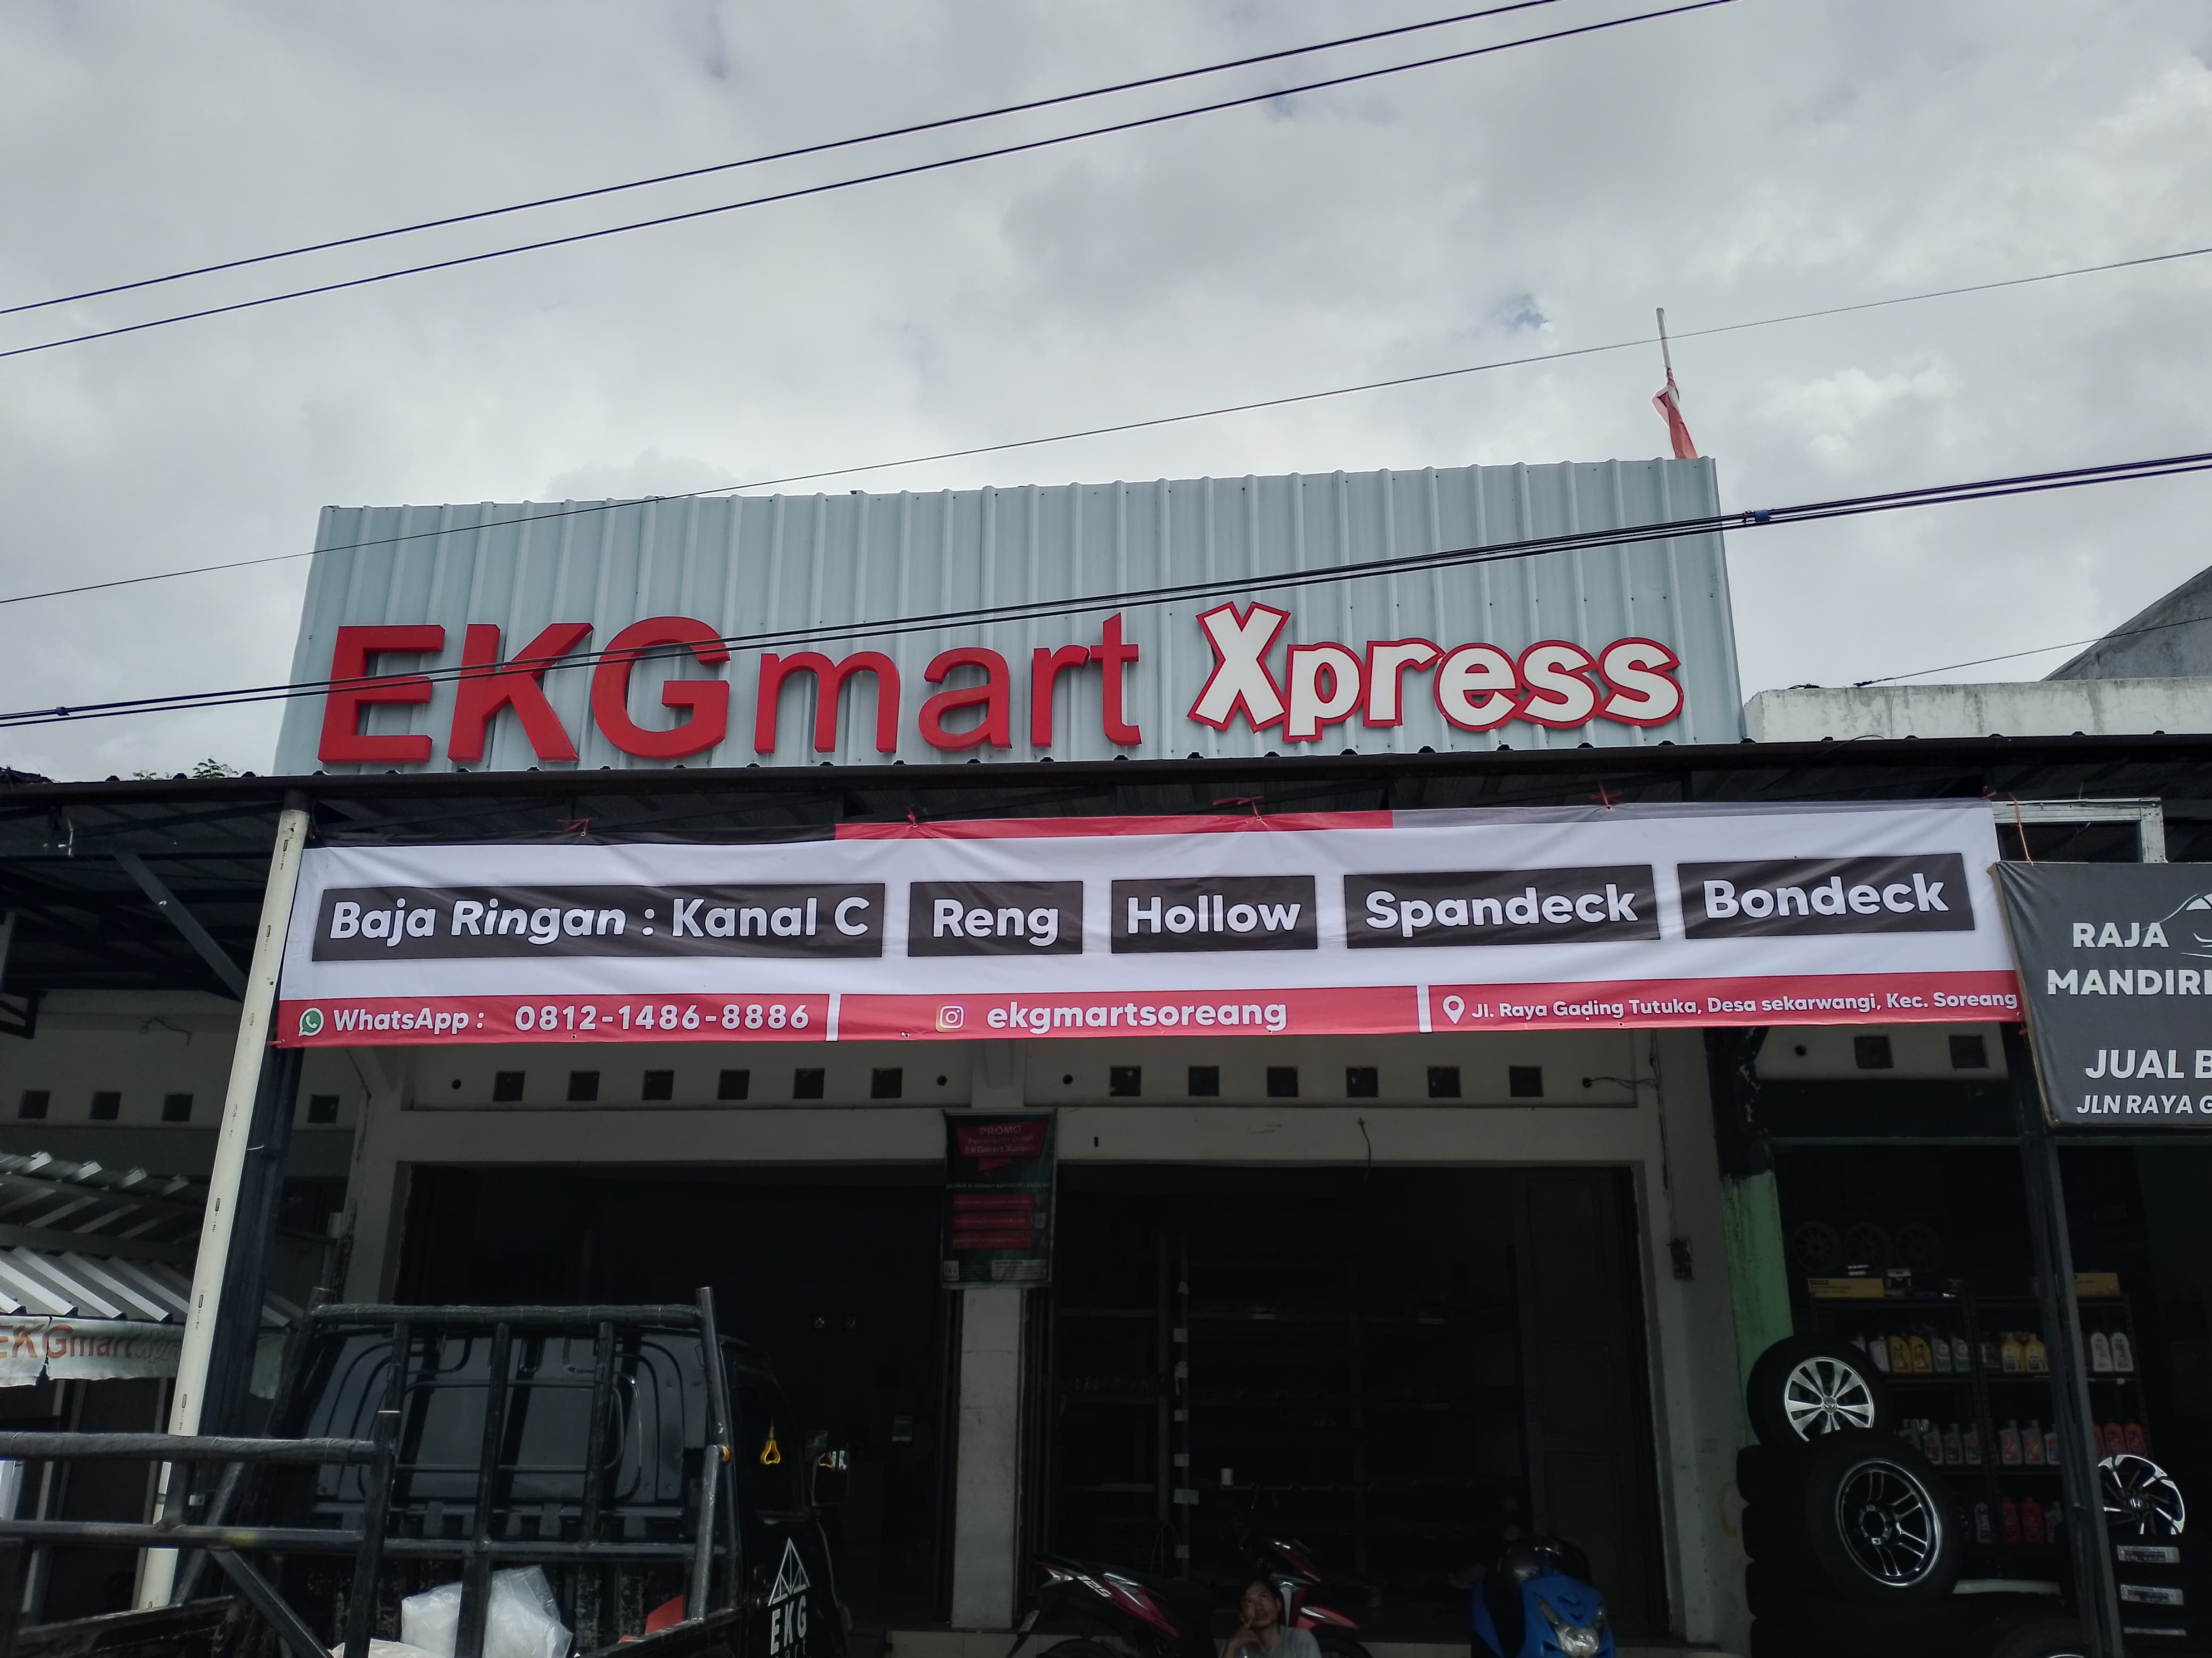 EKGmart Xpress
Baja Ringan : Kanal C Reng Hollow Spandeck Bondeck
WhatsApp : 0812-1486-8886 ekgmartsoreang Jl. Raya Gading Tutuka, Desa sekarwangi, Kec. Soreang
RAJA
MANDIRI
JUAL B
JLN RAYA G
PROMO
EKGmart Xpress
EKGmart
EKG